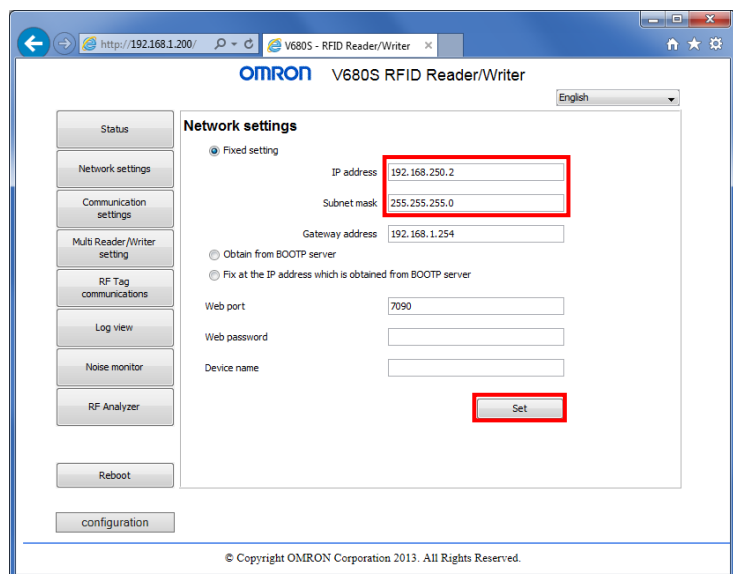 http://192.168.1.200/
V680S - RFID Reader/Writer
OMRON V680S RFID Reader/Writer
English
Status
Network settings
Communication
settings
Multi Reader/Writer
setting
RF Tag
communications
Log view
Noise monitor
RF Analyzer
Reboot
configuration
Network settings
Fixed setting
IP address 192.168.250.2
Subnet mask 255.255.255.0
Gateway address 192.168.1.254
Obtain from BOOTP server
Fix at the IP address which is obtained from BOOTP server
Web port 7090
Web password
Device name
Set
© Copyright OMRON Corporation 2013. All Rights Reserved.